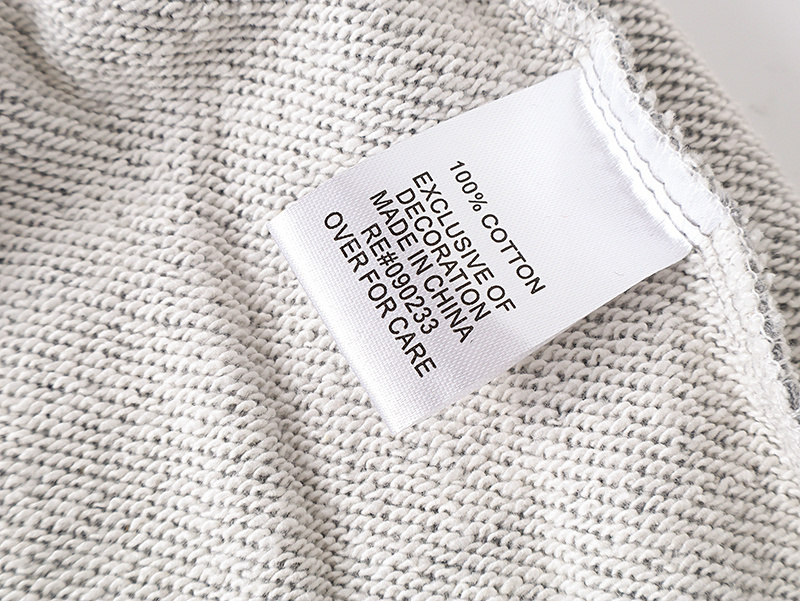 100% COTTON
EXCLUSIVE OF
DECORATION
MADE IN CHINA
RE#090233
OVER FOR CARE